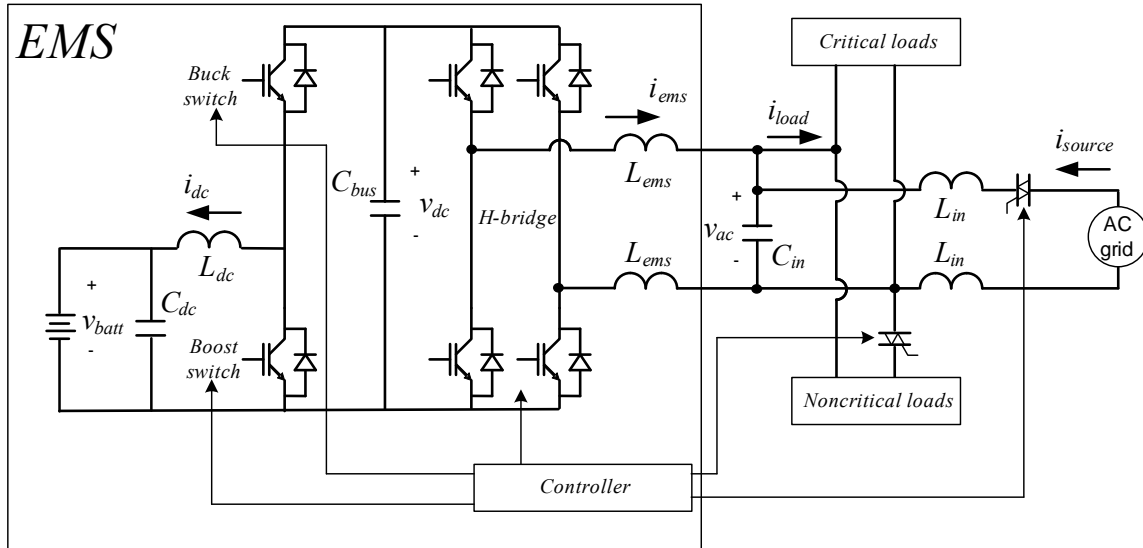 EMS
Buck
switch
i_dc
L_dc
v_batt
+
-
C_dc
Boost
switch
C_bus
+
v_dc
-
H-bridge
i_ems
L_ems
L_ems
i_load
+
v_ac
-
C_in
Critical loads
Noncritical loads
L_in
L_in
i_source
AC
grid
Controller